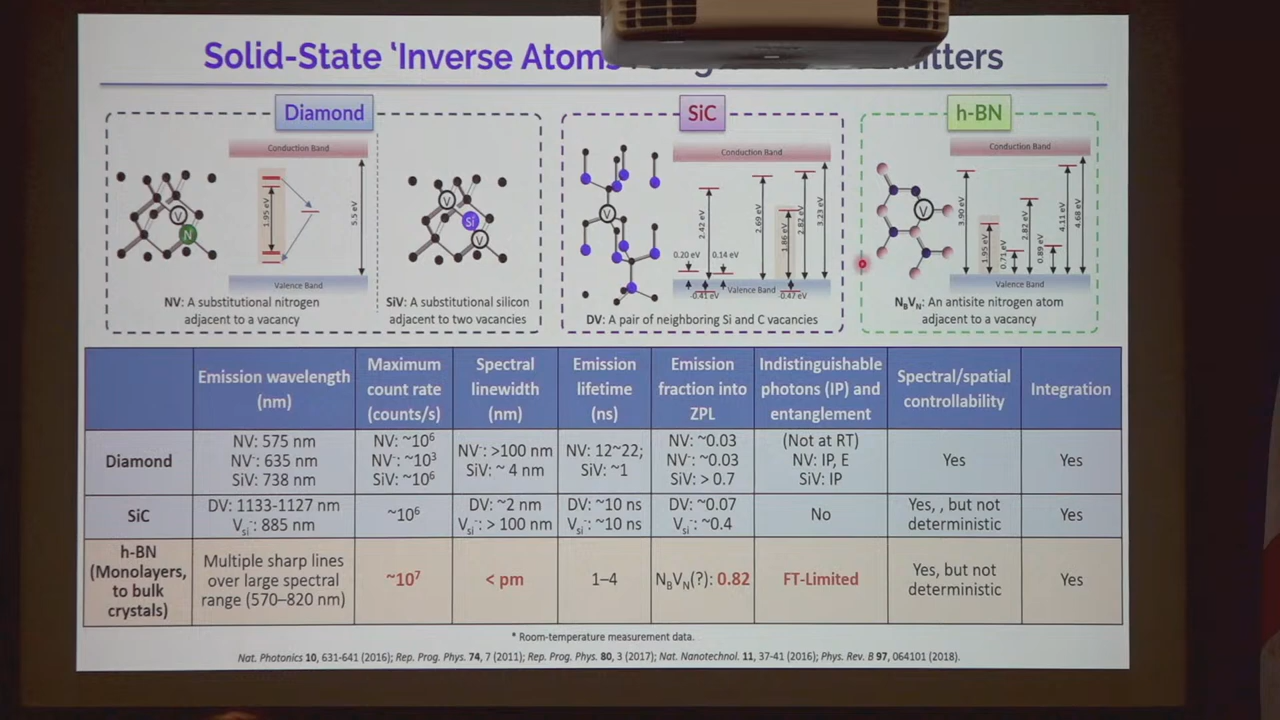 Solid-State 'Inverse Atoms
itters
Diamond
Conduction Band
V
N
1.95 eV
5.5 eV
Valence Band
NV: A substitutional nitrogen
adjacent to a vacancy
V
Si
V
SiV: A substitutional silicon
adjacent to two vacancies
SiC
V
Conduction Band
2.42 eV
0.20 eV
0.14 eV
2.69 eV
1.86 eV
2.82 eV
3.23 eV
Valence Band
-0.41 eV
-0.47 eV
DV: A pair of neighboring Si and C vacancies
h-BN
V
Conduction Band
3.90 eV
1.95 eV
0.71 eV
2.82 eV
0.89 eV
4.11 eV
4.68 eV
Valence Band
NBVN: An antisite nitrogen atom
adjacent to a vacancy
Emission wavelength
(nm)
Maximum
count rate
(counts/s)
Spectral
linewidth
(nm)
Emission
lifetime
(ns)
Emission
fraction into
ZPL
Indistinguishable
photons (IP) and
entanglement
Spectral/spatial
controllability
Integration
Diamond
NV: 575 nm
NV⁻: 635 nm
SiV: 738 nm
NV: ~10⁶
NV⁻: ~10³
SiV: ~10⁶
NV⁻: >100 nm
SiV: ~ 4 nm
NV: 12~22;
SiV: ~1
NV: ~0.03
NV⁻: ~0.03
SiV: > 0.7
(Not at RT)
NV: IP, E
SiV: IP
Yes
Yes
SiC
DV: 1133-1127 nm
Vsi⁻: 885 nm
~10⁶
DV: ~2 nm
Vsi⁻: > 100 nm
DV: ~10 ns
Vsi⁻: ~10 ns
DV: ~0.07
Vsi⁻: ~0.4
No
Yes, , but not
deterministic
Yes
h-BN
(Monolayers,
to bulk
crystals)
Multiple sharp lines
over large spectral
range (570–820 nm)
~10⁷
< pm
1–4
NBVN(?): 0.82
FT-Limited
Yes, but not
deterministic
Yes
* Room-temperature measurement data.
Nat. Photonics 10, 631-641 (2016); Rep. Prog. Phys. 74, 7 (2011); Rep. Prog. Phys. 80, 3 (2017); Nat. Nanotechnol. 11, 37-41 (2016); Phys. Rev. B 97, 064101 (2018).